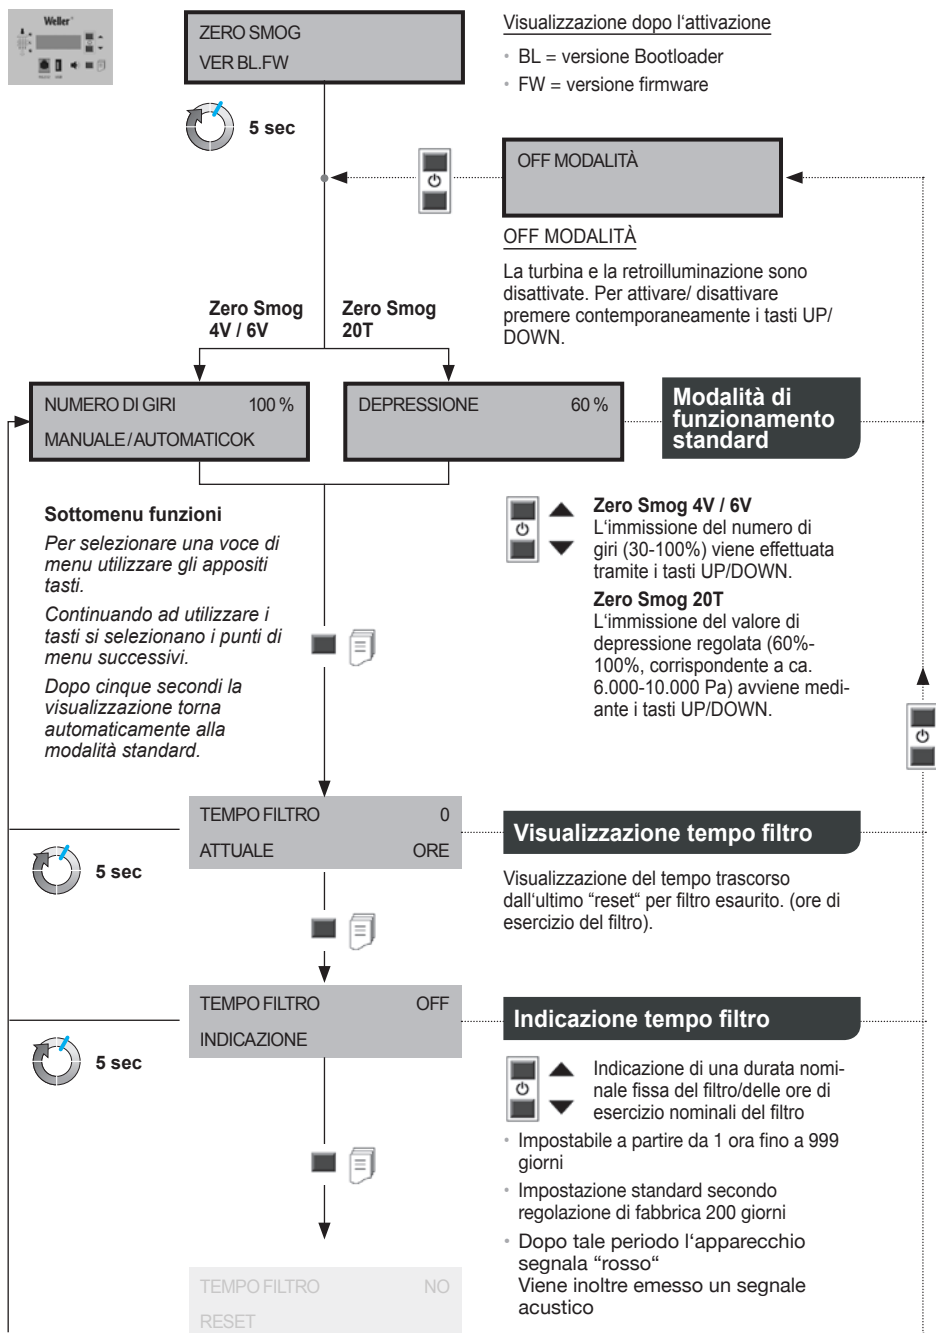 Weller
ZERO SMOG
VER BL.FW
Visualizzazione dopo l‘attivazione
• BL = versione Bootloader
• FW = versione firmware
5 sec
OFF MODALITÀ
OFF MODALITÀ
La turbina e la retroilluminazione sono
disattivate. Per attivare/ disattivare
premere contemporaneamente i tasti UP/
DOWN.
Zero Smog
4V / 6V
Zero Smog
20T
NUMERO DI GIRI 100 %
MANUALE/AUTOMATICOK
DEPRESSIONE 60 %
Modalità di
funzionamento
standard
Sottomenu funzioni
Per selezionare una voce di
menu utilizzare gli appositi
tasti.
Continuando ad utilizzare i
tasti si selezionano i punti di
menu successivi.
Dopo cinque secondi la
visualizzazione torna
automaticamente alla
modalità standard.
Zero Smog 4V / 6V
L‘immissione del numero di
giri (30-100%) viene effettuata
tramite i tasti UP/DOWN.
Zero Smog 20T
L‘immissione del valore di
depressione regolata (60%-
100%, corrispondente a ca.
6.000-10.000 Pa) avviene medi-
ante i tasti UP/DOWN.
TEMPO FILTRO 0
ATTUALE ORE
5 sec
Visualizzazione tempo filtro
Visualizzazione del tempo trascorso
dall‘ultimo “reset“ per filtro esaurito. (ore di
esercizio del filtro).
TEMPO FILTRO OFF
INDICAZIONE
5 sec
Indicazione tempo filtro
Indicazione di una durata nomi-
nale fissa del filtro/delle ore di
esercizio nominali del filtro
• Impostabile a partire da 1 ora fino a 999
giorni
• Impostazione standard secondo
regolazione di fabbrica 200 giorni
• Dopo tale periodo l‘apparecchio
segnala “rosso“
Viene inoltre emesso un segnale
acustico
TEMPO FILTRO NO
RESET